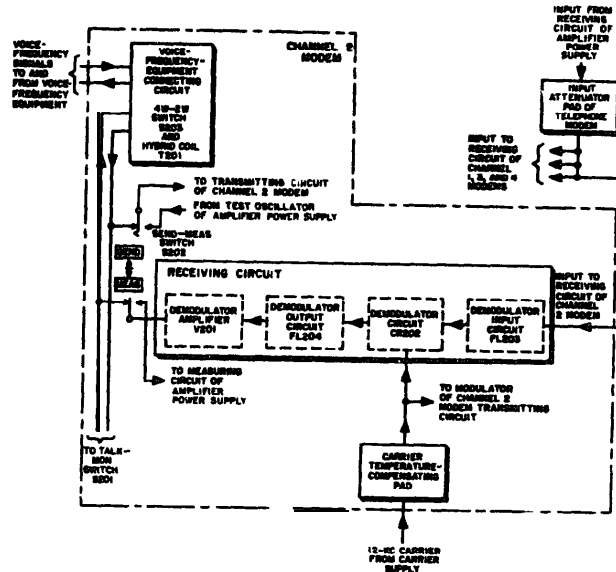 VOICE-
FREQUENCY
SIGNALS
TO AND
FROM VOICE-
FREQUENCY
EQUIPMENT
VOICE-
FREQUENCY-
EQUIPMENT
CONNECTING
CIRCUIT
4W-2W
SWITCH
S203
AND
HYBRID COIL
T201
CHANNEL 2
MODEM
INPUT FROM
RECEIVING
CIRCUIT OF
AMPLIFIER
POWER
SUPPLY
INPUT
ATTENUATOR
PAD OF
TELEPHONE
MODEM
INPUT TO
RECEIVING
CIRCUIT OF
CHANNEL
1, 3, AND 4
MODEMS
TO TRANSMITTING CIRCUIT
OF CHANNEL 2 MODEM
FROM TEST OSCILLATOR
OF AMPLIFIER POWER SUPPLY
SEND-MEAS
SWITCH
S202
SEND
MEAS
RECEIVING CIRCUIT
DEMODULATOR
AMPLIFIER
V201
DEMODULATOR
OUTPUT
CIRCUIT
FL204
DEMODULATOR
CIRCUIT
CR202
DEMODULATOR
INPUT
CIRCUIT
FL203
INPUT TO
RECEIVING
CIRCUIT OF
CHANNEL
2 MODEM
TO MEASURING
CIRCUIT OF
AMPLIFIER
POWER SUPPLY
TO MODULATOR
OF CHANNEL 2
MODEM TRANSMITTING
CIRCUIT
TO TALK-
MON
SWITCH
S201
CARRIER
TEMPERATURE-
COMPENSATING
PAD
12-KC CARRIER
FROM CARRIER
SUPPLY